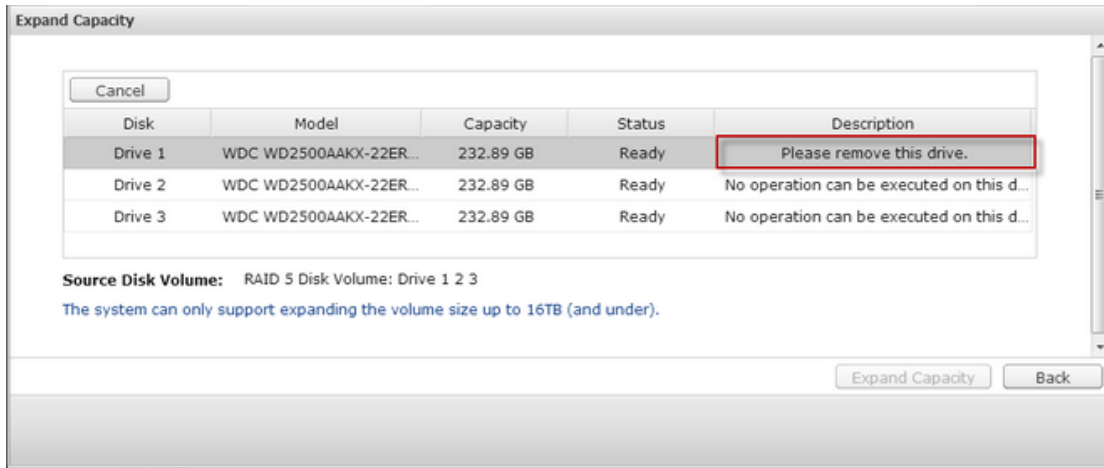 Expand Capacity
Cancel
Disk Model Capacity Status Description
Drive 1 WDC WD2500AAKX-22ER... 232.89 GB Ready Please remove this drive.
Drive 2 WDC WD2500AAKX-22ER... 232.89 GB Ready No operation can be executed on this d...
Drive 3 WDC WD2500AAKX-22ER... 232.89 GB Ready No operation can be executed on this d...
Source Disk Volume: RAID 5 Disk Volume: Drive 1 2 3
The system can only support expanding the volume size up to 16TB (and under).
Expand Capacity Back